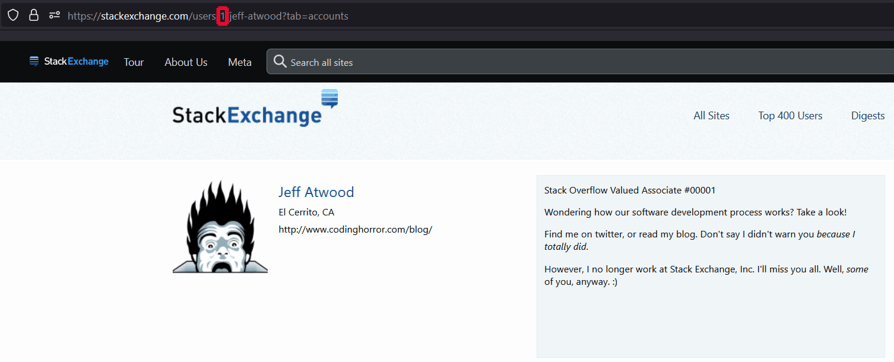 https://stackexchange.com/users/1/jeff-atwood?tab=accounts
StackExchange Tour About Us Meta Search all sites
StackExchange All Sites Top 400 Users Digests
Jeff Atwood
El Cerrito, CA
http://www.codinghorror.com/blog/
Stack Overflow Valued Associate #00001
Wondering how our software development process works? Take a look!
Find me on twitter, or read my blog. Don't say I didn't warn you because I
totally did.
However, I no longer work at Stack Exchange, Inc. I'll miss you all. Well, some
of you, anyway. :)